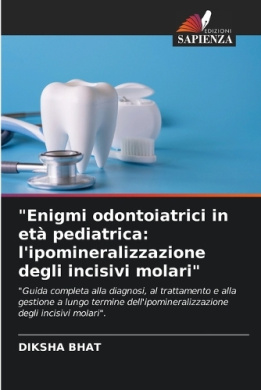 EDIZIONI
SAPIENZA
"Enigmi odontoiatrici in
età pediatrica:
l'ipomineralizzazione
degli incisivi molari"
"Guida completa alla diagnosi, al trattamento e alla
gestione a lungo termine dell'ipomineralizzazione
degli incisivi molari".
DIKSHA BHAT